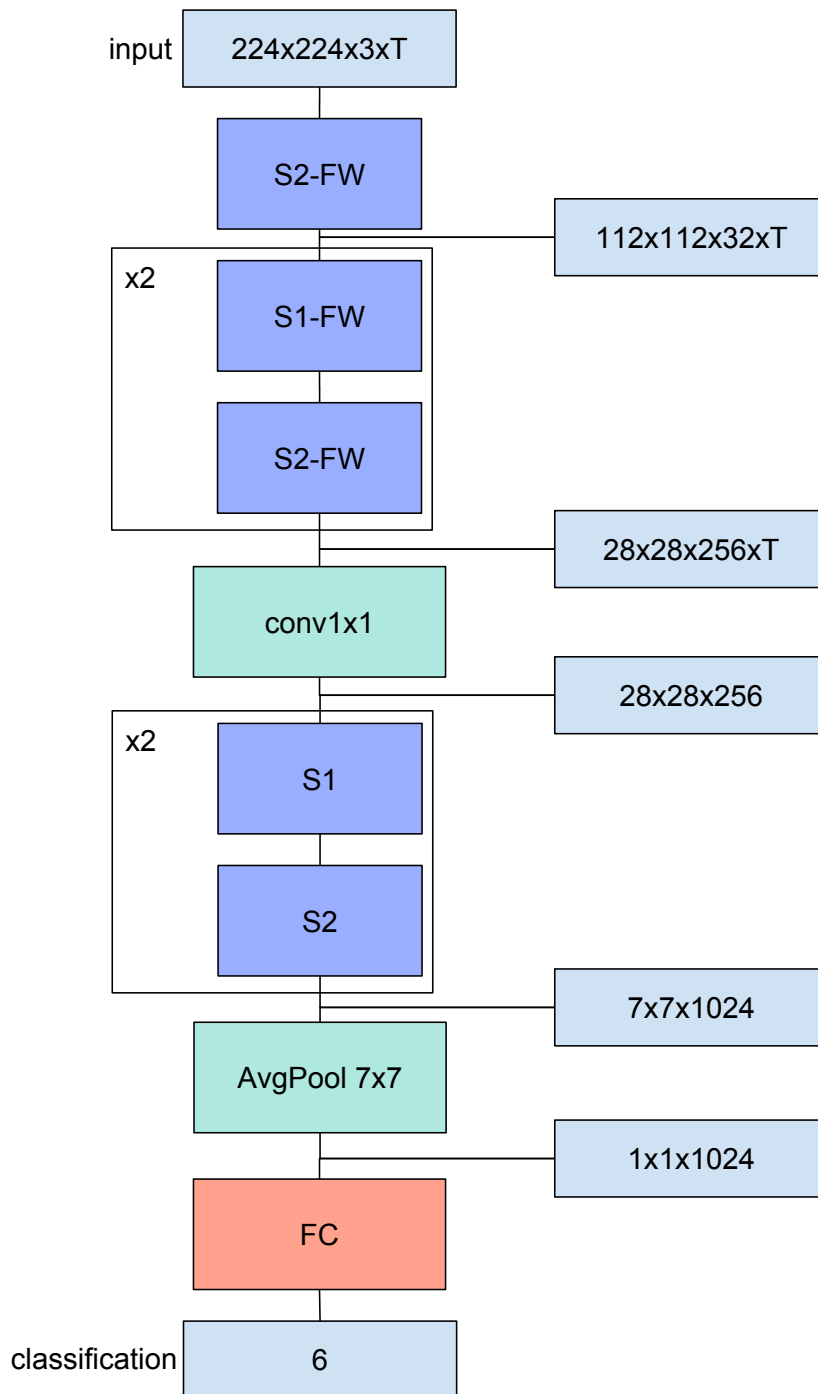 input
224x224x3xT
S2-FW
112x112x32xT
x2
S1-FW
S2-FW
28x28x256xT
conv1x1
28x28x256
x2
S1
S2
7x7x1024
AvgPool 7x7
1x1x1024
FC
classification
6